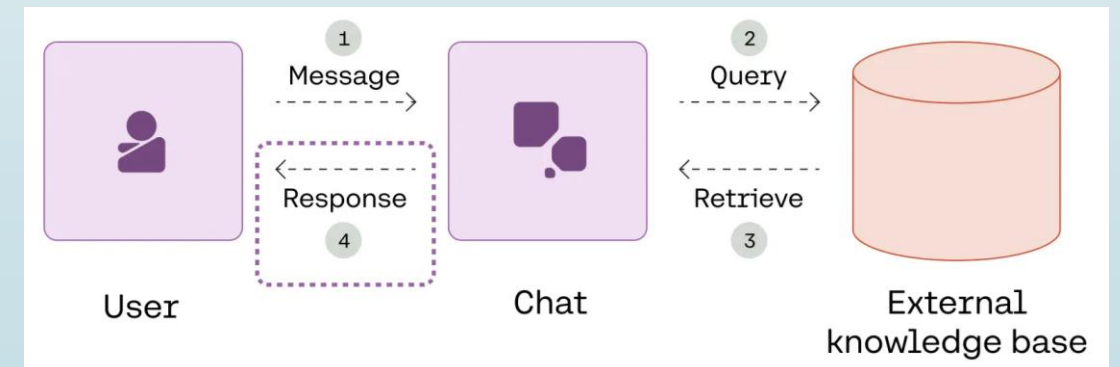 1
Message
2
Query
Response
4
Retrieve
3
User
Chat
External
knowledge base